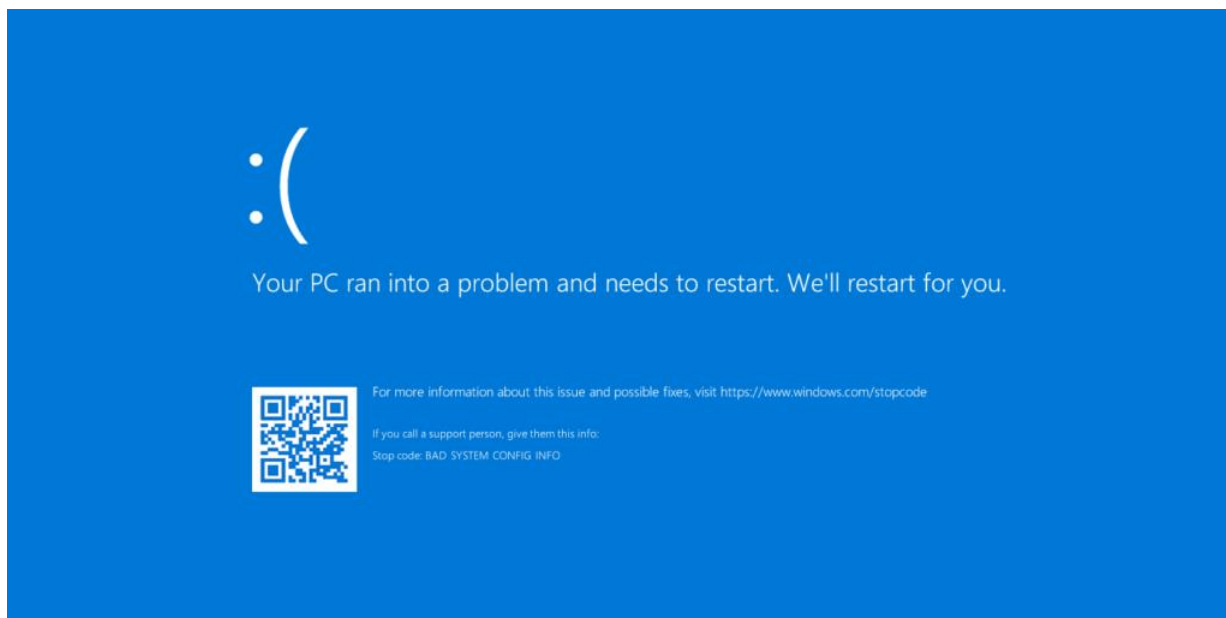 :(
Your PC ran into a problem and needs to restart. We'll restart for you.
For more information about this issue and possible fixes, visit https://www.windows.com/stopcode
If you call a support person, give them this info:
Stop code: BAD SYSTEM CONFIG INFO